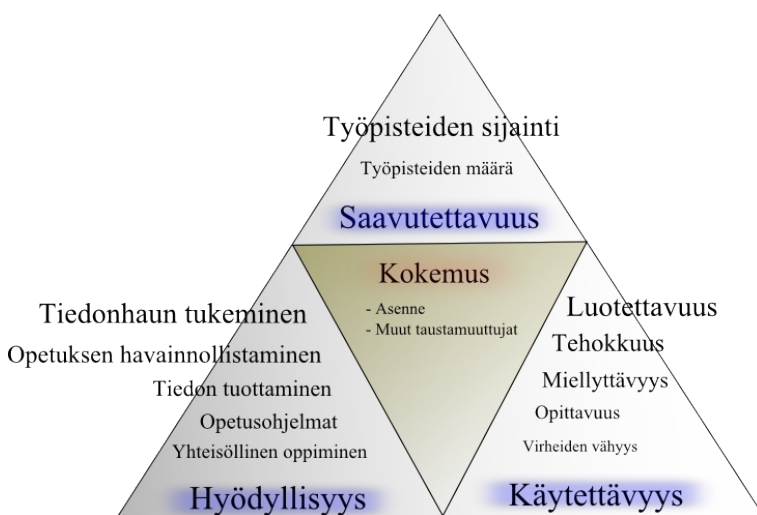 Työpisteiden sijainti
Työpisteiden määrä
Saavutettavuus
Kokemus
- Asenne
- Muut taustamuuttujat
Tiedonhaun tukeminen
Opetuksen havainnollistaminen
Tiedon tuottaminen
Opetusohjelmat
Yhteisöllinen oppiminen
Hyödyllisyys
Luotettavuus
Tehokkuus
Miellyttävyys
Opittavuus
Virheiden vähyys
Käytettävyys